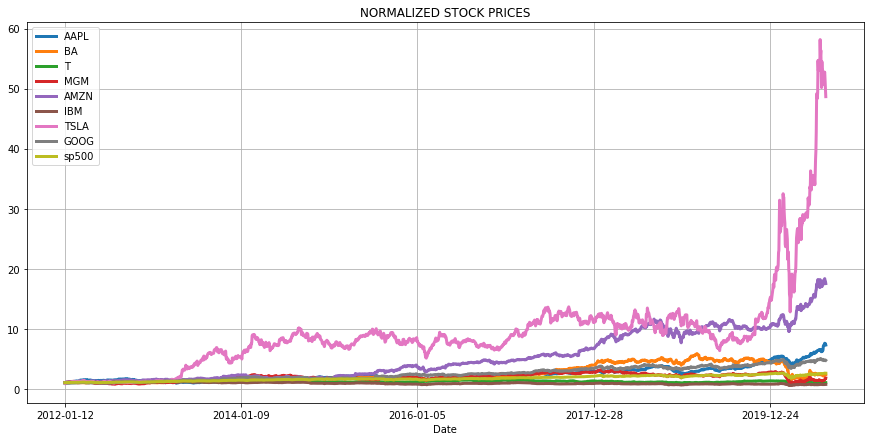 NORMALIZED STOCK PRICES
AAPL
BA
T
MGM
AMZN
IBM
TSLA
GOOG
sp500
60
50
40
30
20
10
0
2012-01-12 2014-01-09 2016-01-05 2017-12-28 2019-12-24
Date